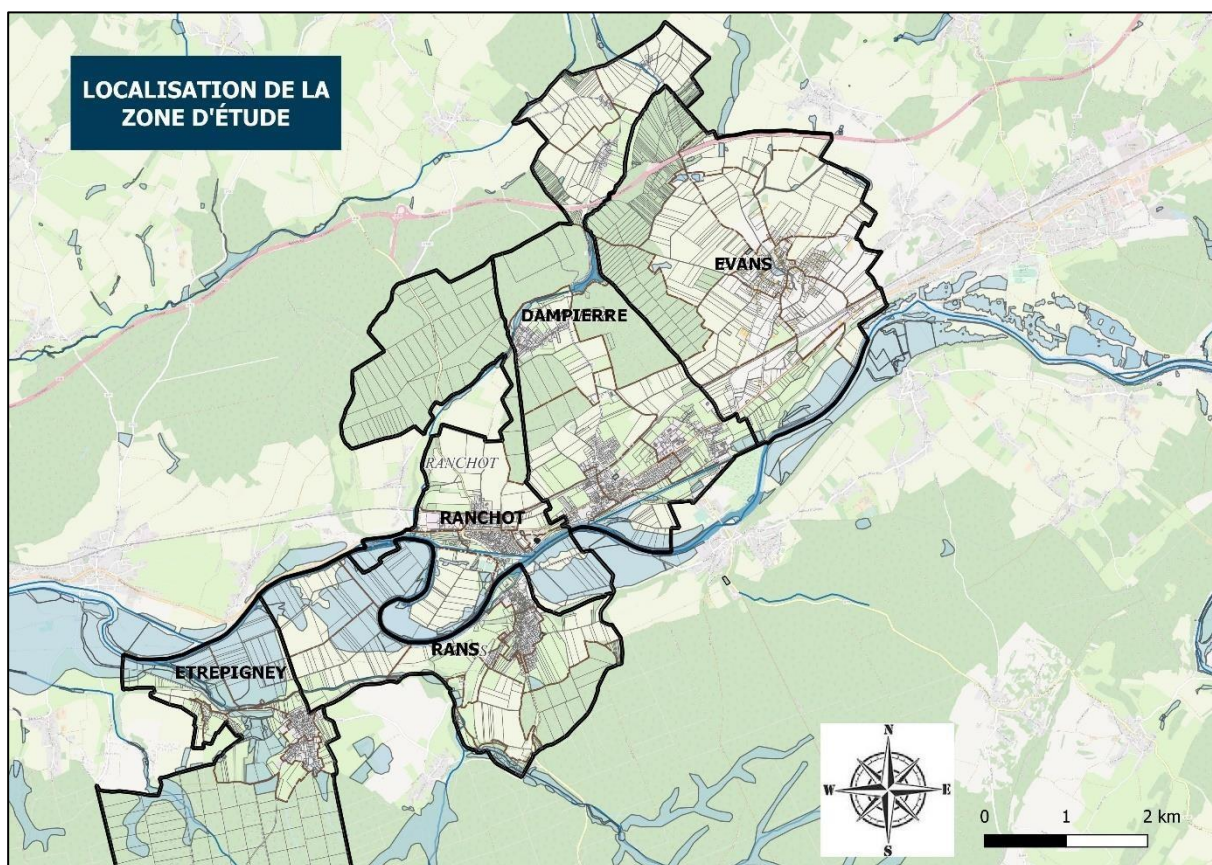 LOCALISATION DE LA
ZONE D'ÉTUDE
EVANS
DAMPIERRE
RANCHOT
RANCHOT
RANS
ETREPIGNEY
N
W
E
S
0 1 2 km